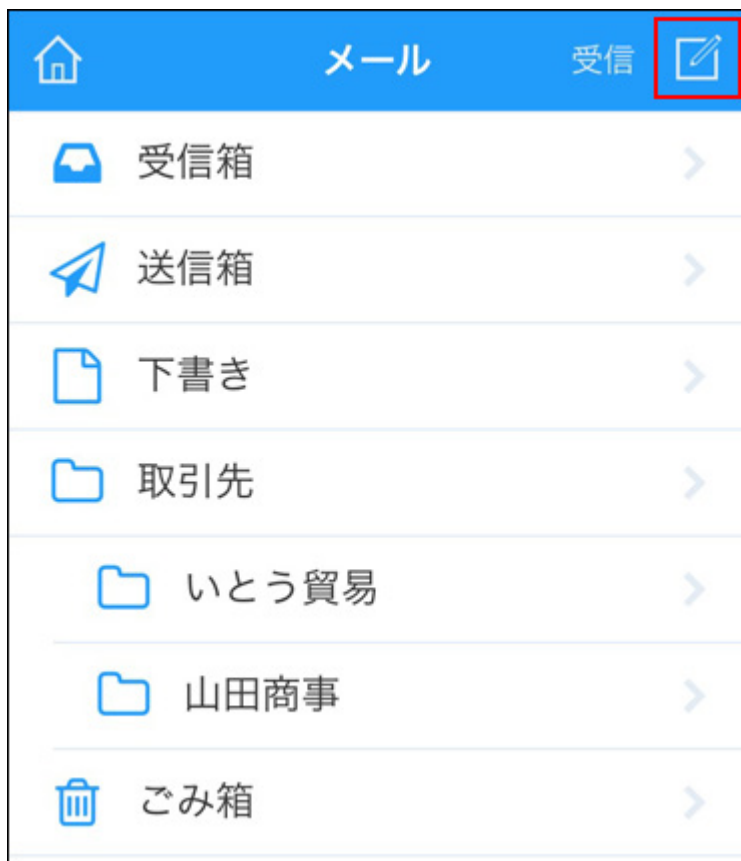 メール 受信
受信箱
送信箱
下書き
取引先
いとう貿易
山田商事
ごみ箱